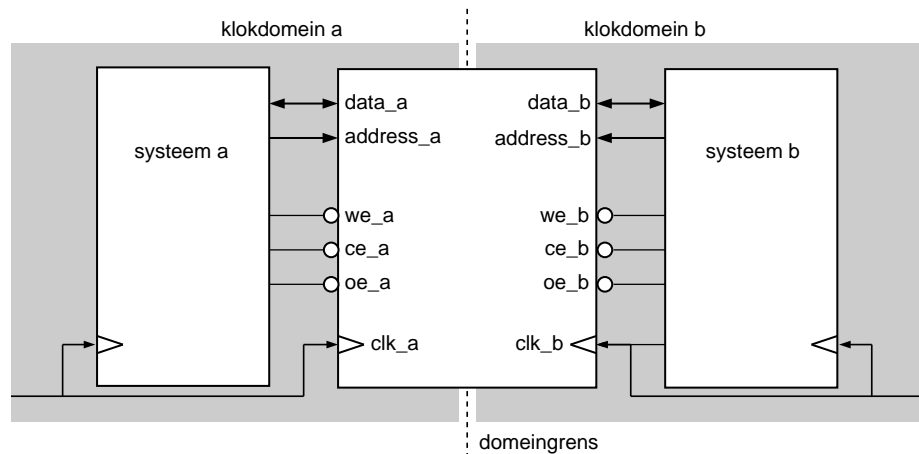 klokdomein a
klokdomein b
data_a
data_b
address_a
address_b
systeem a
systeem b
we_a
we_b
ce_a
ce_b
oe_a
oe_b
clk_a
clk_b
domeingrens